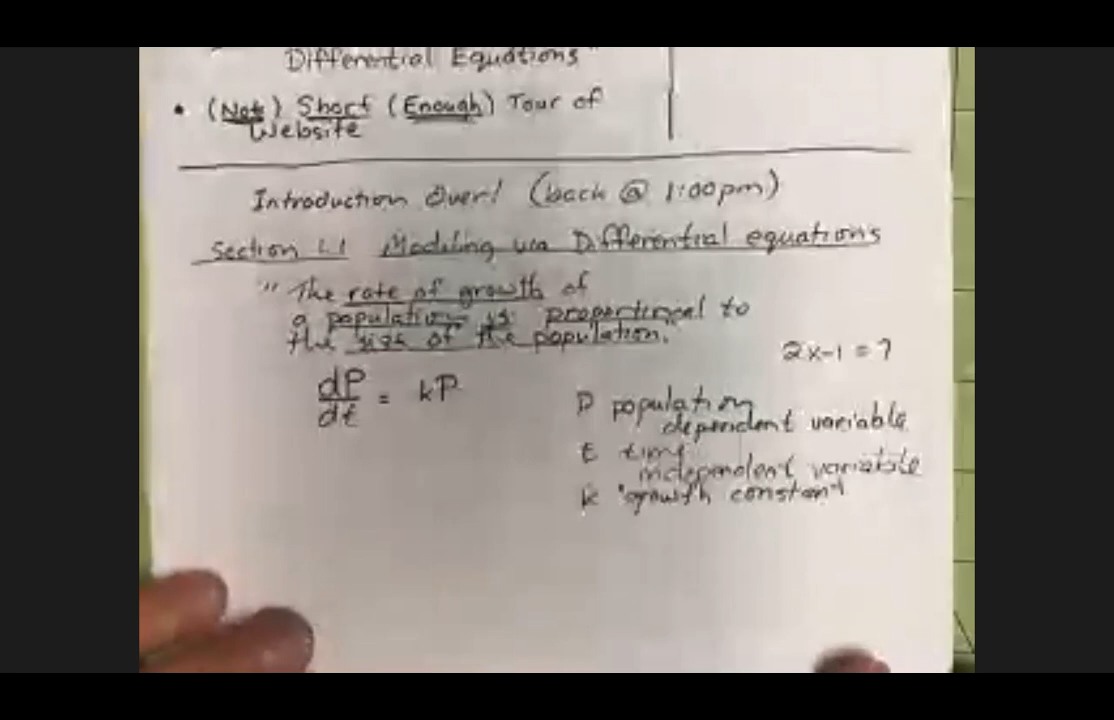 Differential Equations"
• (Not) Short (Enough) Tour of
Website
Introduction Over! (back @ 1:00pm)
Section 1.1 Modeling via Differential equations
"The rate of growth of
a population is proportional to
the size of the population."
2x-1 = 7
dP/dt = kP
P population
dependent variable
t time
independent variable
k "growth constant"